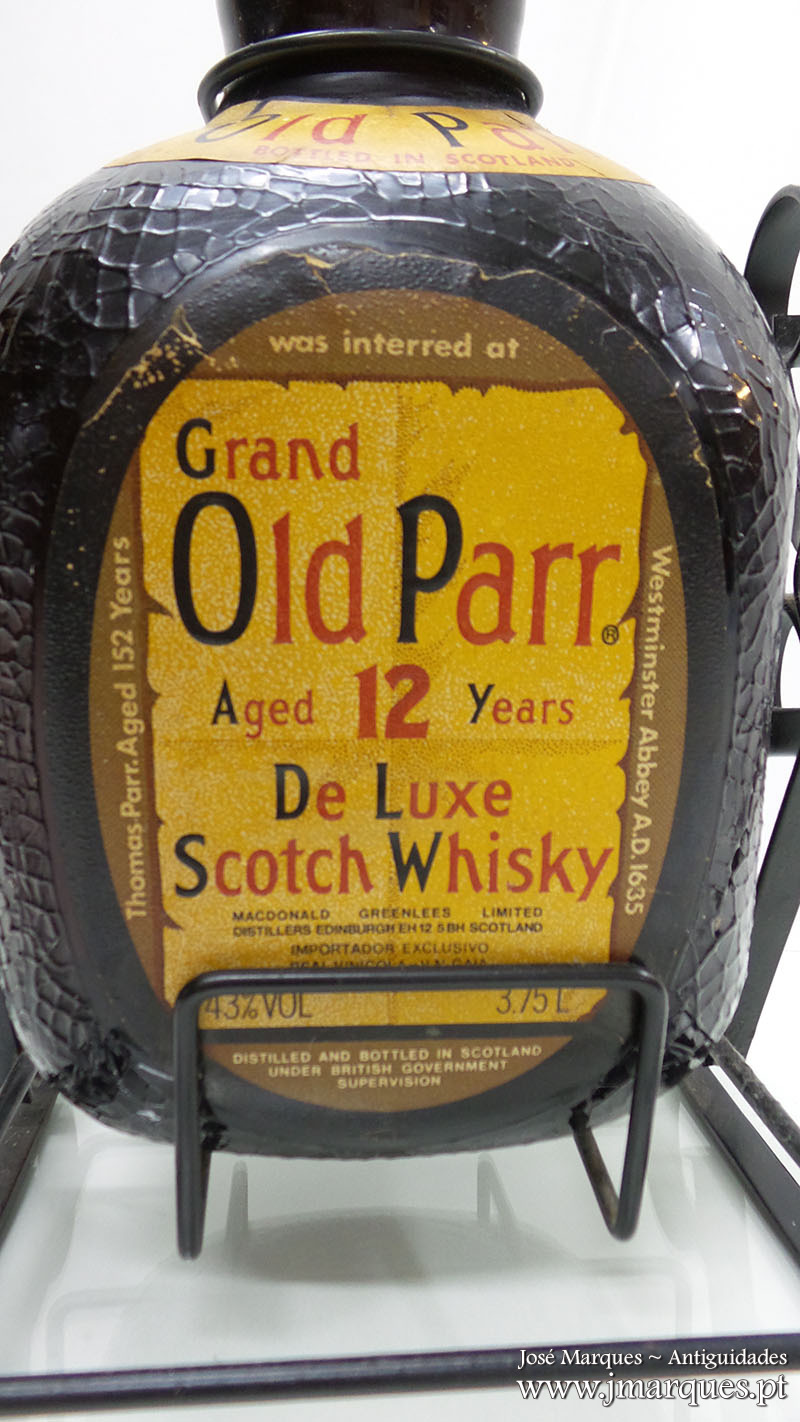 Old Pa
BOTTLED IN SCOTLAND
was interred at
Grand
Old Parr®
Aged 12 Years
De Luxe
Scotch Whisky
Thomas Parr. Aged 152 Years
Westminster Abbey A.D. 1635
MACDONALD GREENLEES LIMITED
DISTILLERS EDINBURGH EH12 5BH SCOTLAND
IMPORTADOR EXCLUSIVO
43% VOL 3.75 L
DISTILLED AND BOTTLED IN SCOTLAND
UNDER BRITISH GOVERNMENT
SUPERVISION
José Marques ~ Antiguidades
www.jmarques.pt